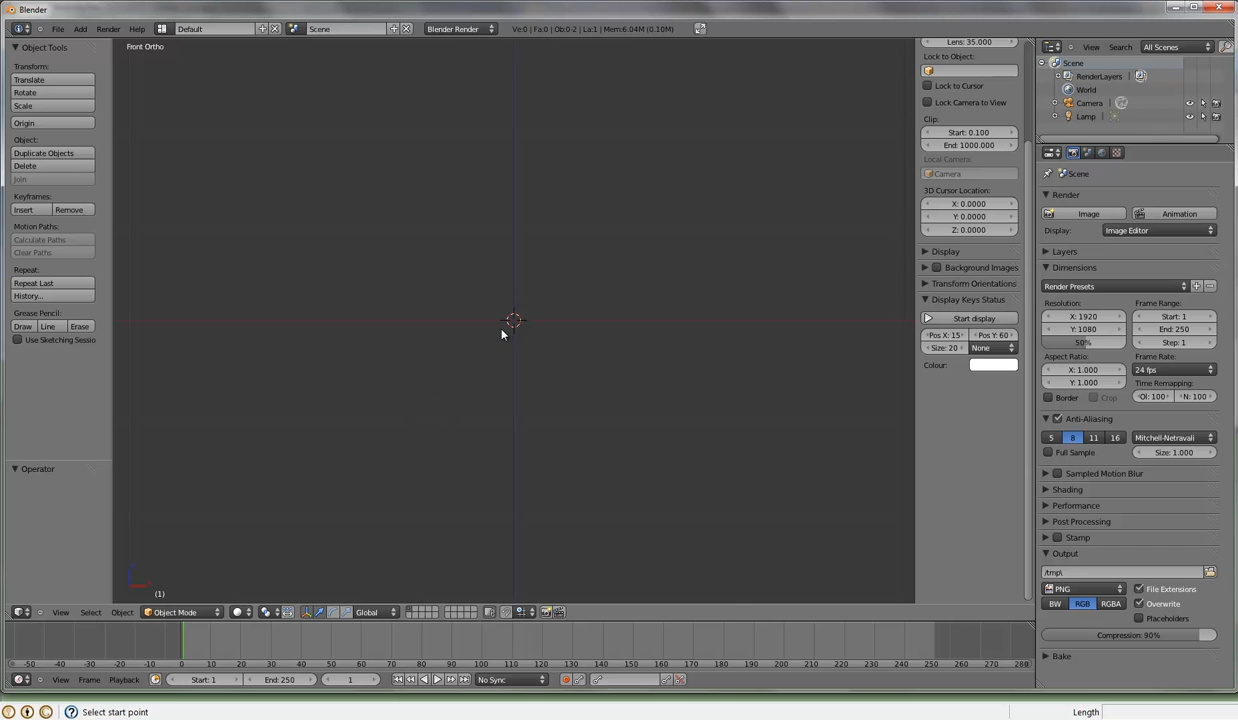 Blender
File Add Render Help Default Scene Blender Render Ve:0 | Fa:0 | Ob:0-2 | La:1 | Mem:6.04M (0.10M)
Object Tools
Transform:
Translate
Rotate
Scale
Origin
Object:
Duplicate Objects
Delete
Join
Keyframes:
Insert Remove
Motion Paths:
Calculate Paths
Clear Paths
Repeat:
Repeat Last
History...
Grease Pencil:
Draw Line Erase
Use Sketching Sessio
Operator
Front Ortho
(1)
Lens: 35.000
Lock to Object:
Lock to Cursor
Lock Camera to View
Clip:
Start: 0.100
End: 1000.000
Local Camera:
Camera
3D Cursor Location:
X: 0.0000
Y: 0.0000
Z: 0.0000
Display
Background Images
Transform Orientations
Display Keys Status
Start display
Pos X: 15 Pos Y: 60
Size: 20 None
Colour:
View Search All Scenes
Scene
RenderLayers
World
Camera
Lamp
Scene
Render
Image Animation
Display: Image Editor
Layers
Dimensions
Render Presets
Resolution: Frame Range:
X: 1920 Start: 1
Y: 1080 End: 250
50% Step: 1
Aspect Ratio: Frame Rate:
X: 1.000 24 fps
Y: 1.000 Time Remapping:
Border Crop Ol: 100 N: 100
Anti-Aliasing
5 8 11 16 Mitchell-Netravali
Full Sample Size: 1.000
Sampled Motion Blur
Shading
Performance
Post Processing
Stamp
Output
/tmp\
PNG File Extensions
BW RGB RGBA Overwrite
Placeholders
Compression: 90%
Bake
View Select Object Object Mode Global
-50 -40 -30 -20 -10 0 10 20 30 40 50 60 70 80 90 100 110 120 130 140 150 160 170 180 190 200 210 220 230 240 250 260 270 280
View Frame Playback Start: 1 End: 250 1 No Sync
Select start point Length